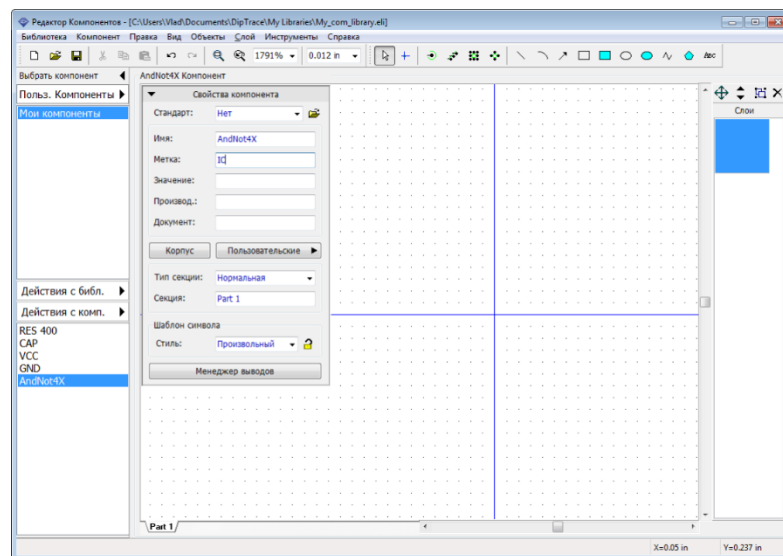 Редактор Компонентов - [C:\Users\Vlad\Documents\DipTrace\My Libraries\My_com_library.eli]
Библиотека Компонент Правка Вид Объекты Слой Инструменты Справка
1791% 0.012 in Abc
Выбрать компонент AndNot4X Компонент
Польз. Компоненты
Мои компоненты
Свойства компонента
Стандарт: Нет
Имя: AndNot4X
Метка: IC
Значение:
Производ.:
Документ:
Корпус Пользовательские
Тип секции: Нормальная
Секция: Part 1
Шаблон символа
Стиль: Произвольный
Менеджер выводов
Слои
Действия с библ.
Действия с комп.
RES 400
CAP
VCC
GND
AndNot4X
Part 1
X=0.05 in Y=0.237 in